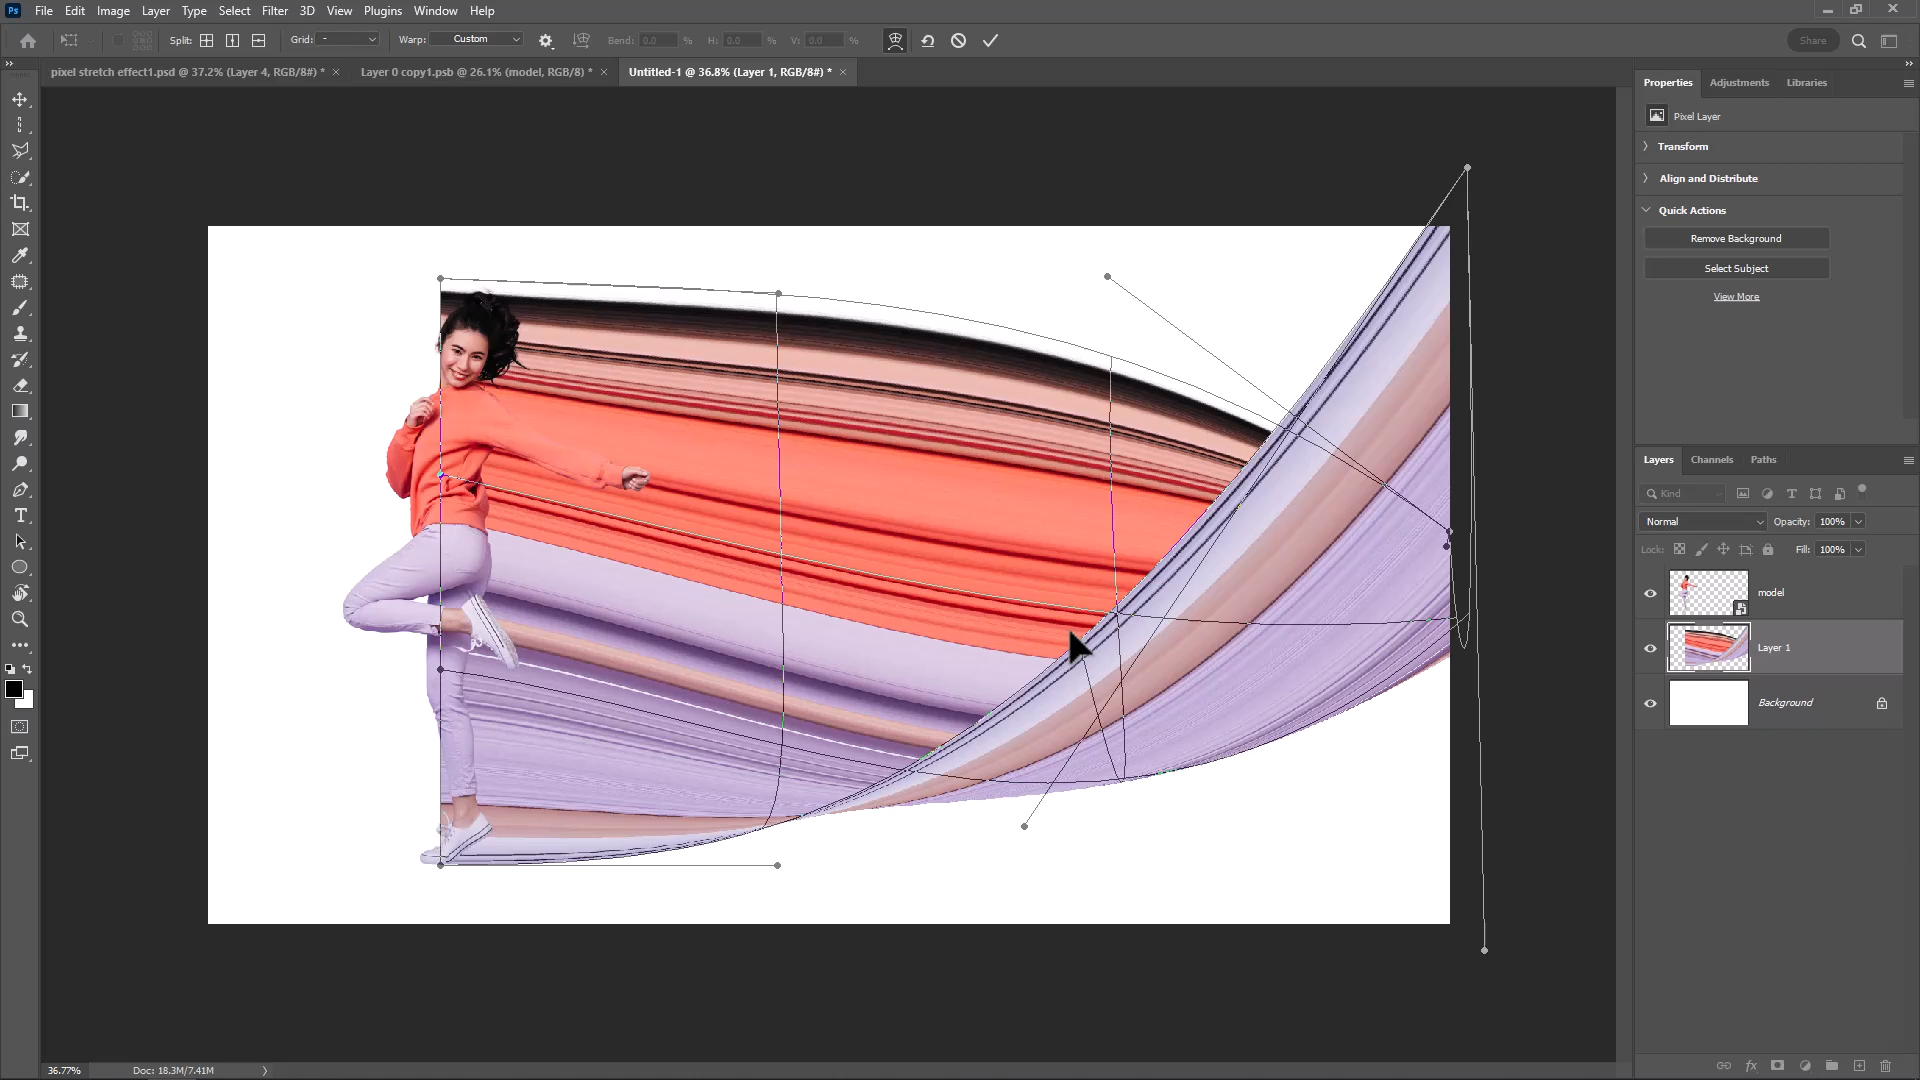 Ps File Edit Image Layer Type Select Filter 3D View Plugins Window Help
Split: Grid: - Warp: Custom Bend: 0.0 % H: 0.0 % V: 0.0 % Share
pixel stretch effect1.psd @ 37.2% (Layer 4, RGB/8#) * × Layer 0 copy1.psb @ 26.1% (model, RGB/8) * × Untitled-1 @ 36.8% (Layer 1, RGB/8#) * ×
Properties Adjustments Libraries
Pixel Layer
Transform
Align and Distribute
Quick Actions
Remove Background
Select Subject
View More
Layers Channels Paths
Kind
Normal Opacity: 100%
Lock: Fill: 100%
model
Layer 1
Background
36.77% Doc: 18.3M/7.41M